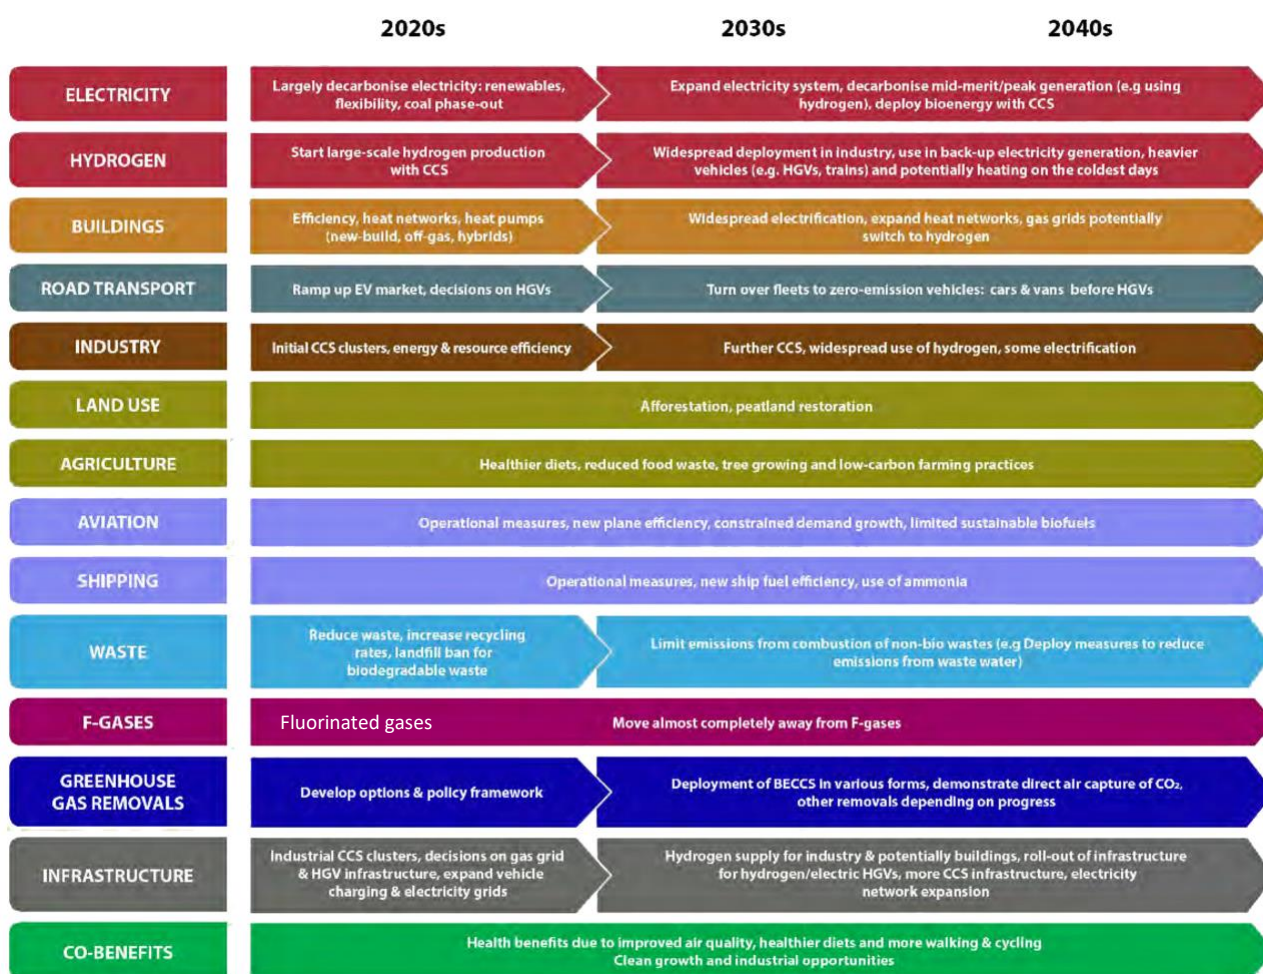 2020s
2030s
2040s
ELECTRICITY
Largely decarbonise electricity: renewables,
flexibility, coal phase-out
Expand electricity system, decarbonise mid-merit/peak generation (e.g using
hydrogen), deploy bioenergy with CCS
HYDROGEN
Start large-scale hydrogen production
with CCS
Widespread deployment in industry, use in back-up electricity generation, heavier
vehicles (e.g. HGVs, trains) and potentially heating on the coldest days
BUILDINGS
Efficiency, heat networks, heat pumps
(new-build, off-gas, hybrids)
Widespread electrification, expand heat networks, gas grids potentially
switch to hydrogen
ROAD TRANSPORT
Ramp up EV market, decisions on HGVs
Turn over fleets to zero-emission vehicles: cars & vans before HGVs
INDUSTRY
Initial CCS clusters, energy & resource efficiency
Further CCS, widespread use of hydrogen, some electrification
LAND USE
Afforestation, peatland restoration
AGRICULTURE
Healthier diets, reduced food waste, tree growing and low-carbon farming practices
AVIATION
Operational measures, new plane efficiency, constrained demand growth, limited sustainable biofuels
SHIPPING
Operational measures, new ship fuel efficiency, use of ammonia
WASTE
Reduce waste, increase recycling
rates, landfill ban for
biodegradable waste
Limit emissions from combustion of non-bio wastes (e.g Deploy measures to reduce
emissions from waste water)
F-GASES
Fluorinated gases
Move almost completely away from F-gases
GREENHOUSE
GAS REMOVALS
Develop options & policy framework
Deployment of BECCS in various forms, demonstrate direct air capture of CO₂,
other removals depending on progress
INFRASTRUCTURE
Industrial CCS clusters, decisions on gas grid
& HGV infrastructure, expand vehicle
charging & electricity grids
Hydrogen supply for industry & potentially buildings, roll-out of infrastructure
for hydrogen/electric HGVs, more CCS infrastructure, electricity
network expansion
CO-BENEFITS
Health benefits due to improved air quality, healthier diets and more walking & cycling
Clean growth and industrial opportunities